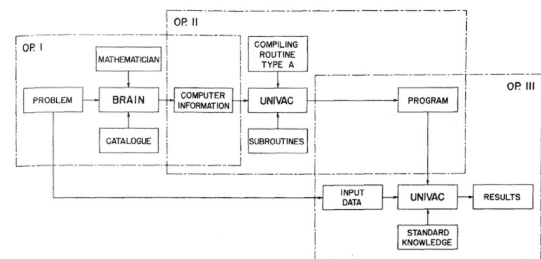 OP. I
OP. II
OP. III
MATHEMATICIAN
PROBLEM
BRAIN
CATALOGUE
COMPUTER
INFORMATION
COMPILING
ROUTINE
TYPE A
UNIVAC
SUBROUTINES
PROGRAM
INPUT
DATA
UNIVAC
RESULTS
STANDARD
KNOWLEDGE